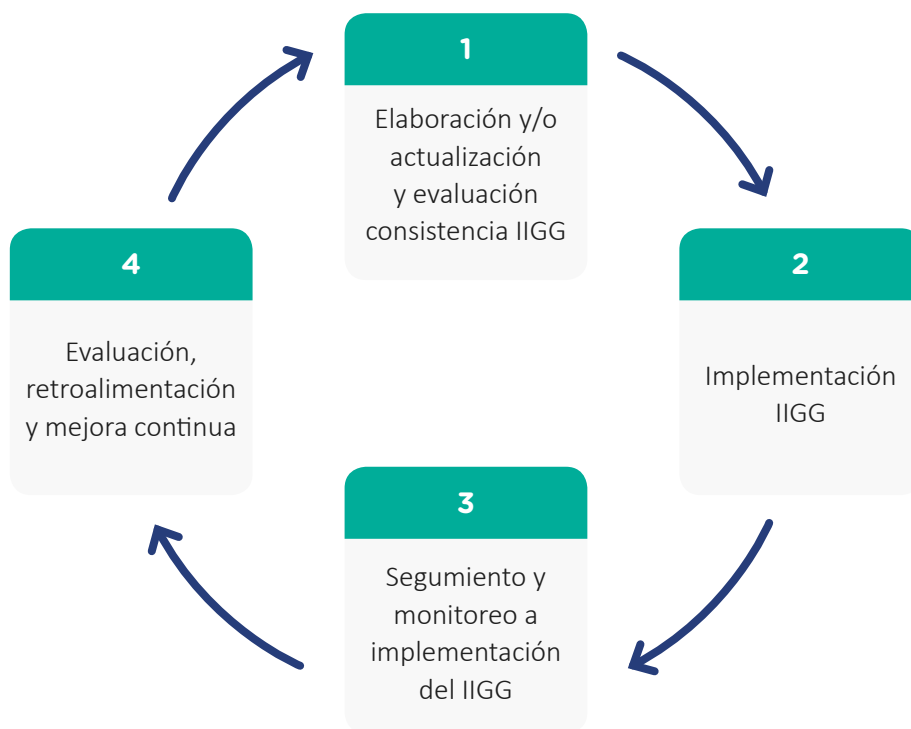 1
Elaboración y/o
actualización
y evaluación
consistencia IIGG
2
Implementación
IIGG
3
Segumiento y
monitoreo a
implementación
del IIGG
4
Evaluación,
retroalimentación
y mejora continua